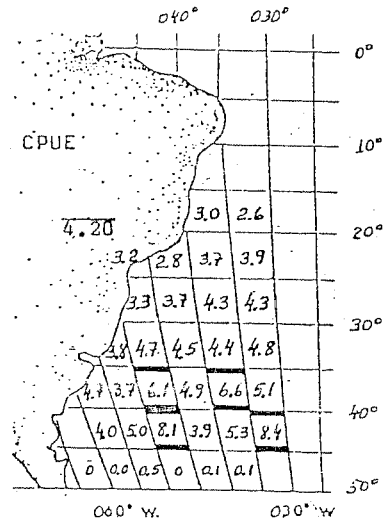 040° 030°
0°
CPUE 10°
4.20
3.0 2.6
20°
3.2 2.8 3.7 3.9
3.3 3.7 4.3 4.3
30°
3.8 4.7 4.5 4.4 4.8
4.7 3.7 6.1 4.9 6.6 5.1
40°
4.0 5.0 8.1 3.9 5.3 8.4
0 0.0 0.5 0 0.1 0.1
50°
060° W. 030° W